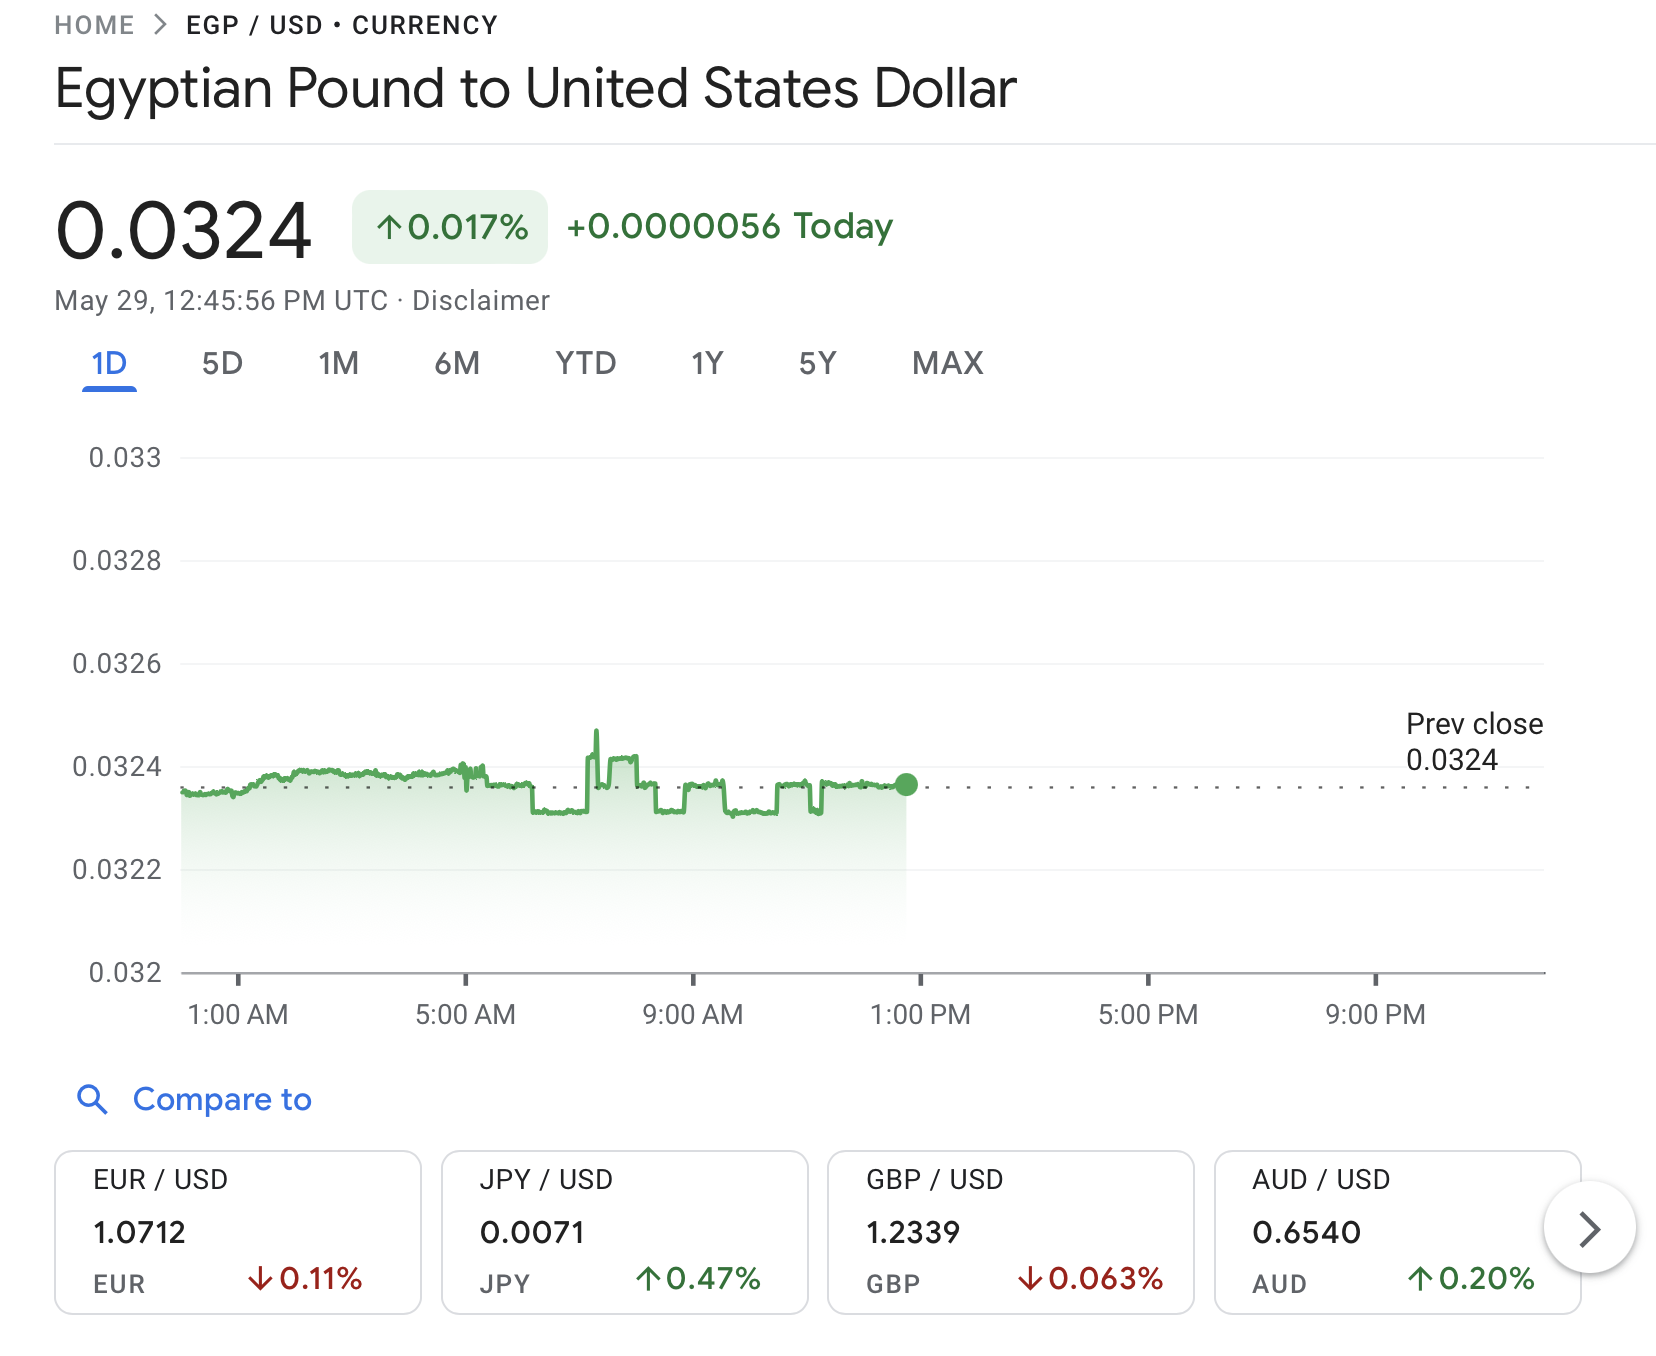 HOME > EGP / USD • CURRENCY
Egyptian Pound to United States Dollar
0.0324 ↑0.017% +0.0000056 Today
May 29, 12:45:56 PM UTC · Disclaimer
1D 5D 1M 6M YTD 1Y 5Y MAX
0.033
0.0328
0.0326
Prev close
0.0324
0.0324
0.0322
0.032
1:00 AM 5:00 AM 9:00 AM 1:00 PM 5:00 PM 9:00 PM
Compare to
EUR / USD
1.0712
EUR ↓0.11%
JPY / USD
0.0071
JPY ↑0.47%
GBP / USD
1.2339
GBP ↓0.063%
AUD / USD
0.6540
AUD ↑0.20%